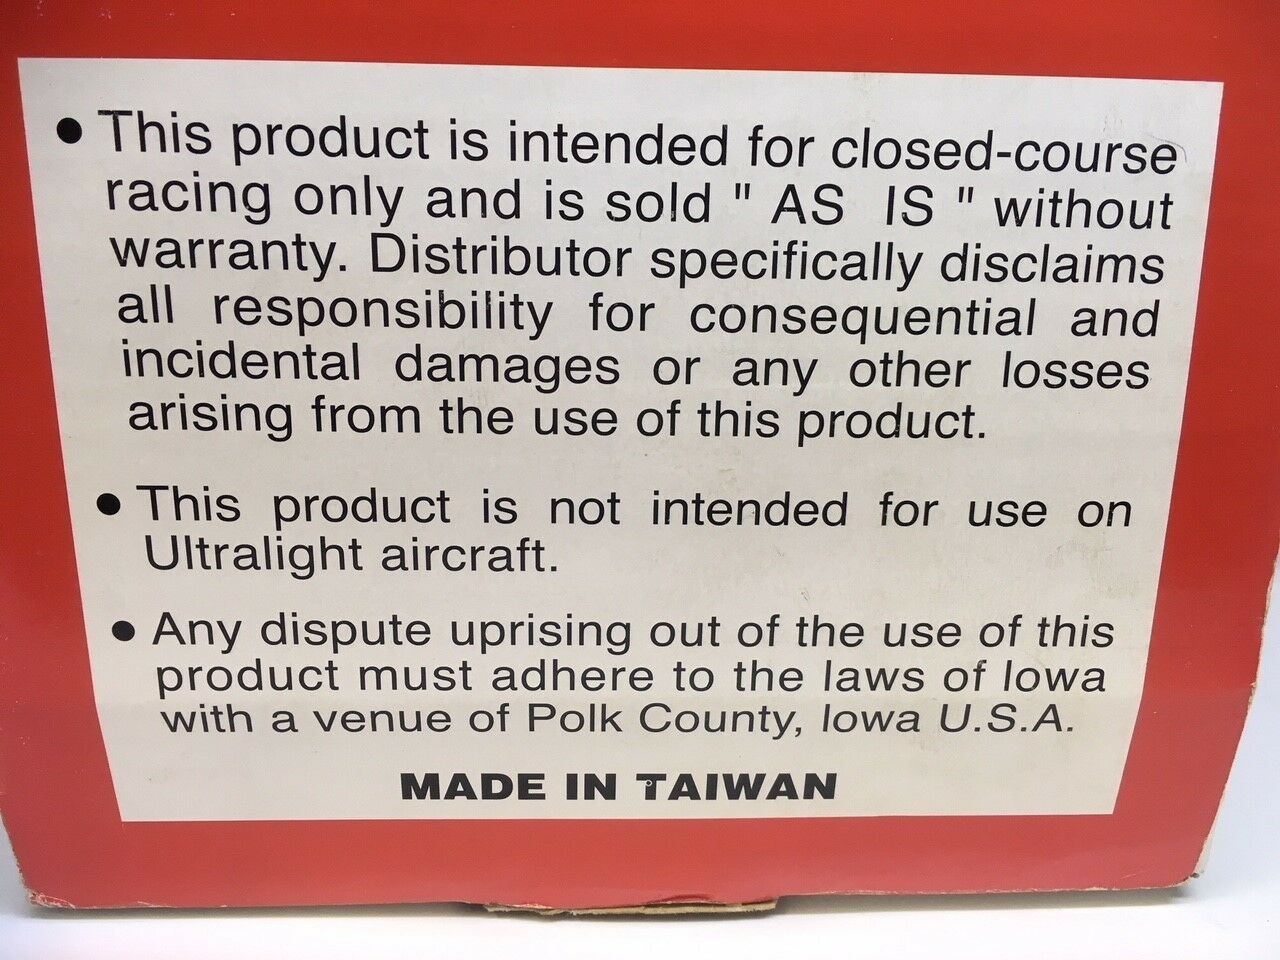 • This product is intended for closed-course
racing only and is sold " AS IS " without
warranty. Distributor specifically disclaims
all responsibility for consequential and
incidental damages or any other losses
arising from the use of this product.
• This product is not intended for use on
Ultralight aircraft.
• Any dispute uprising out of the use of this
product must adhere to the laws of Iowa
with a venue of Polk County, Iowa U.S.A.
MADE IN TAIWAN